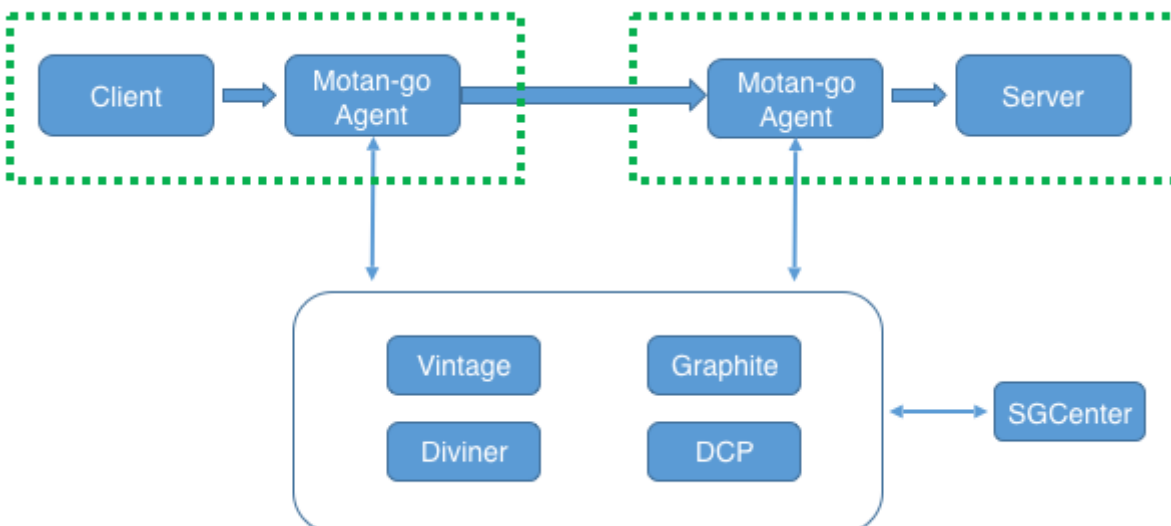 Client
Motan-go
Agent
Motan-go
Agent
Server
Vintage
Graphite
Diviner
DCP
SGCenter